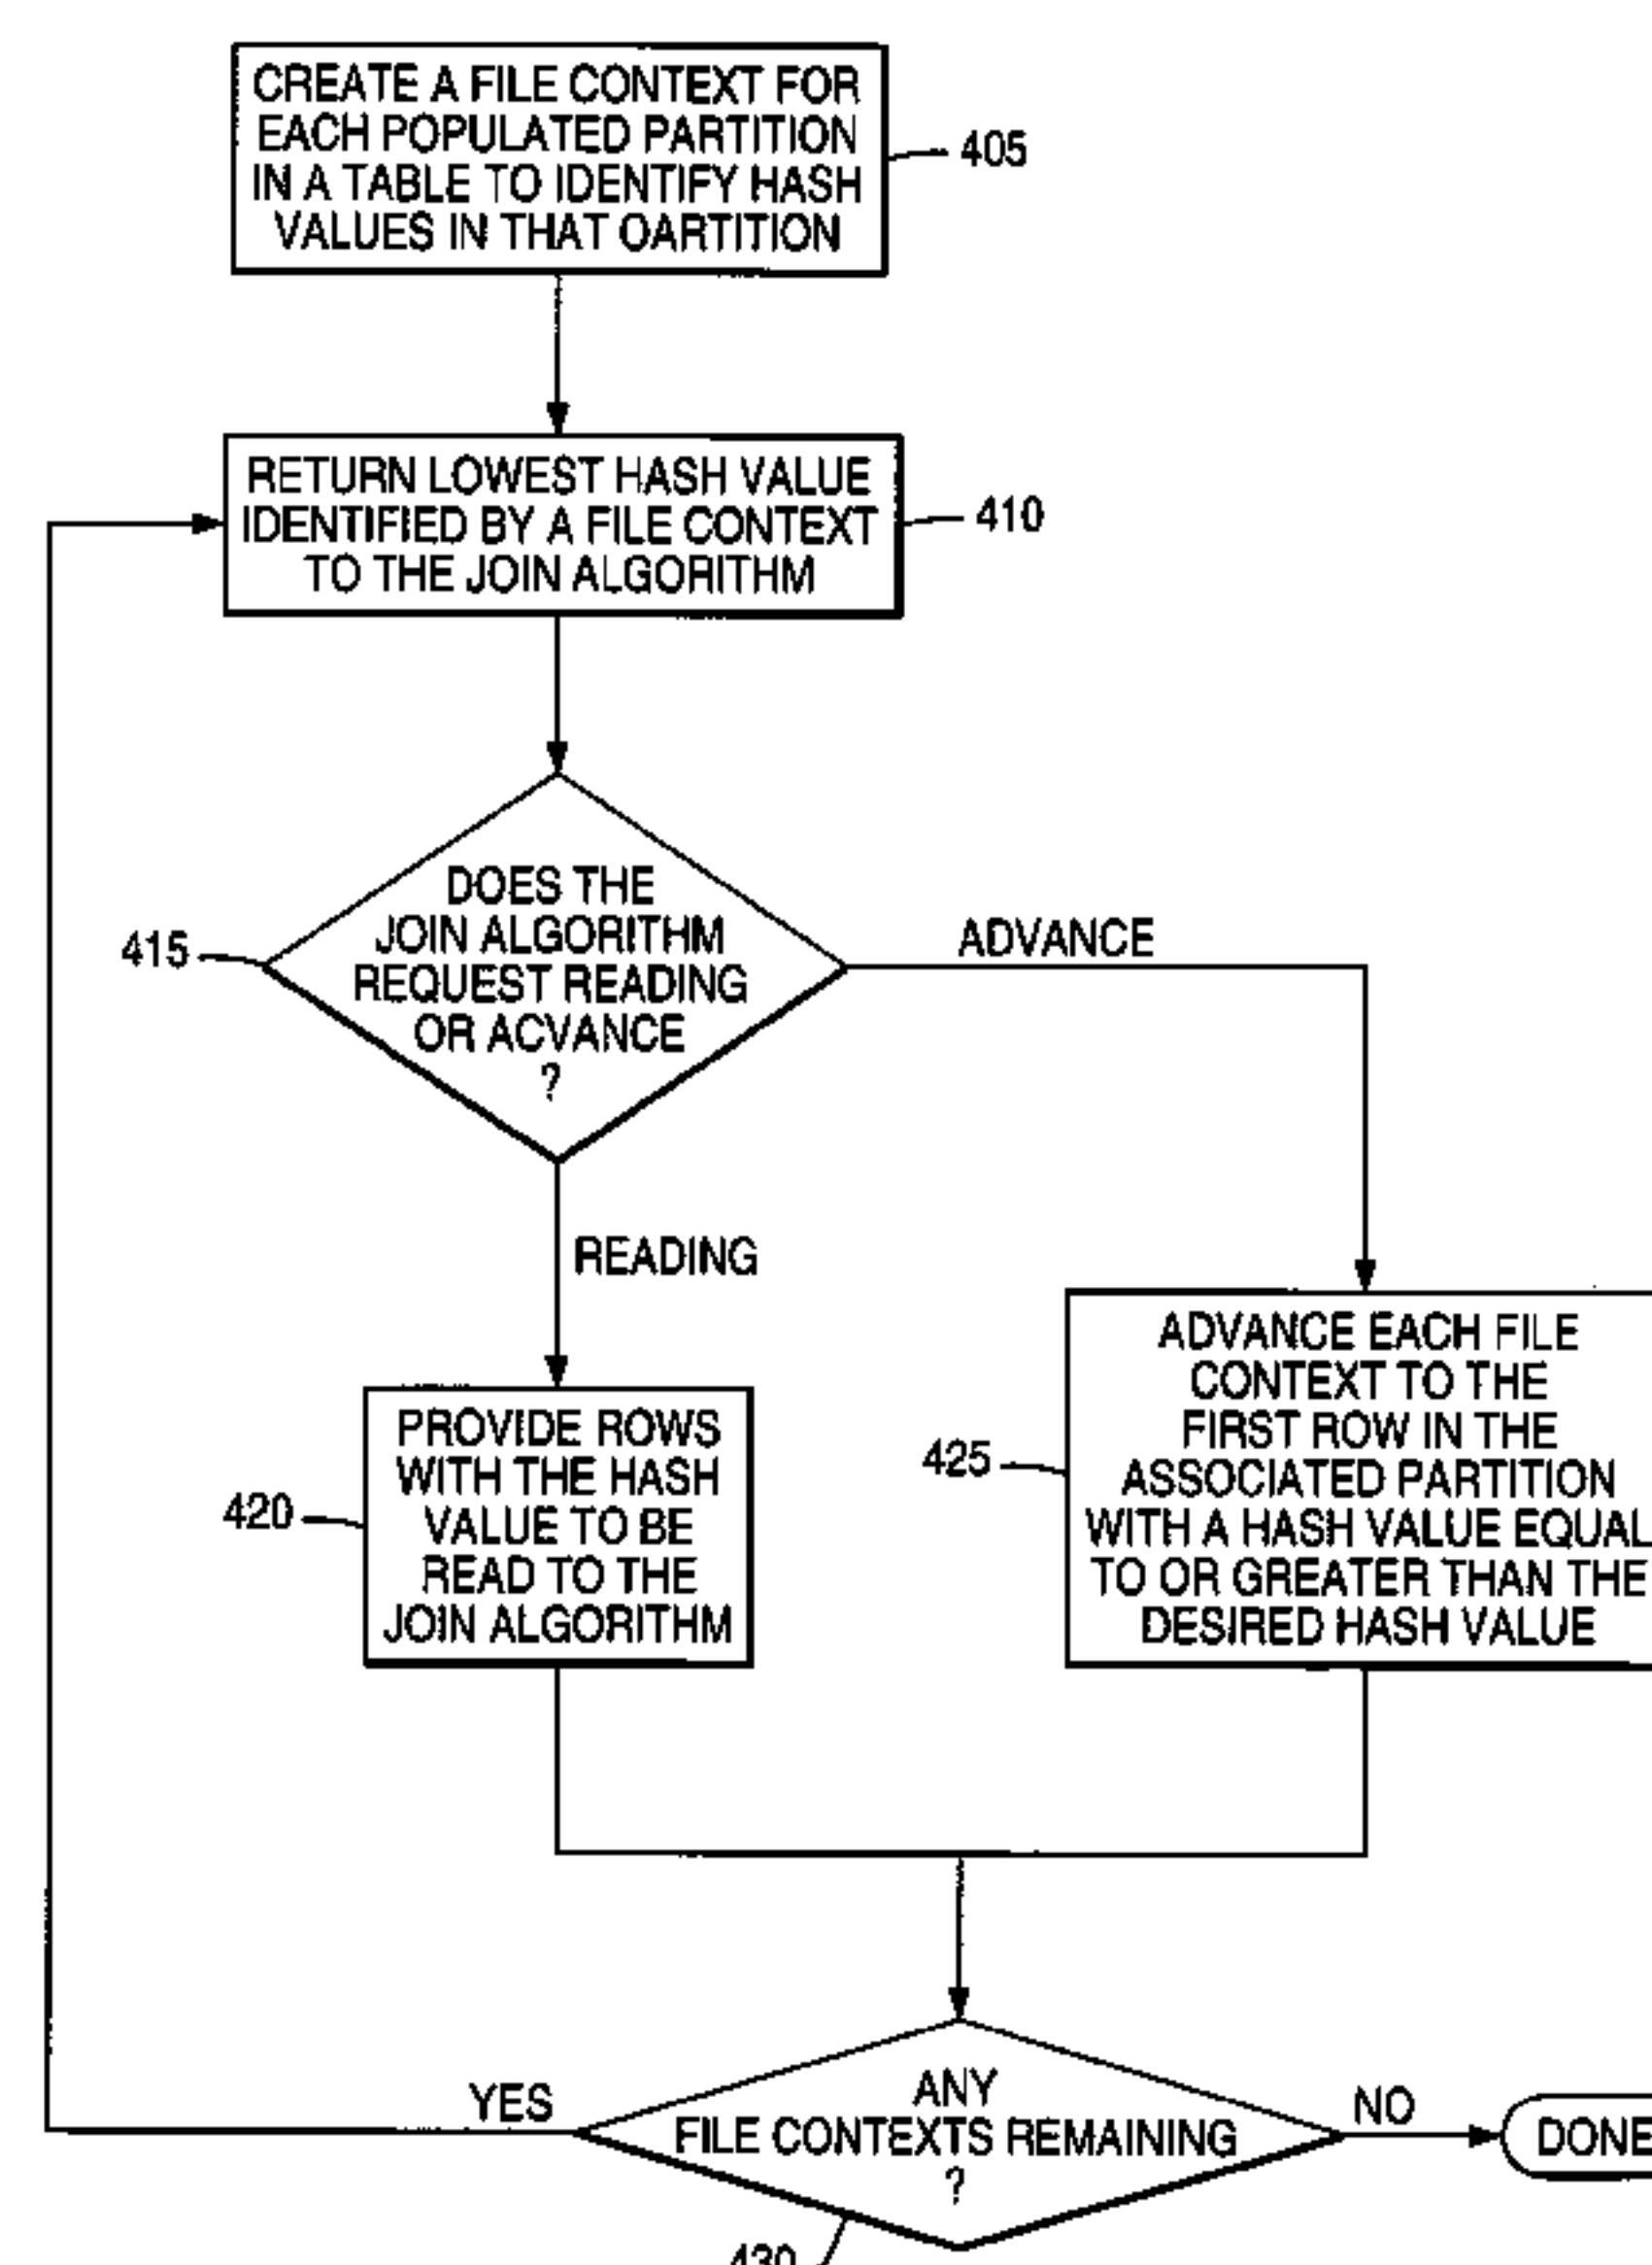 CREATE A FILE CONTEXT FOR
EACH POPULATED PARTITION
IN A TABLE TO IDENTIFY HASH
VALUES IN THAT OARTITION
405
RETURN LOWEST HASH VALUE
IDENTIFIED BY A FILE CONTEXT
TO THE JOIN ALGORITHM
410
DOES THE
JOIN ALGORITHM
REQUEST READING
OR ACVANCE
?
415
ADVANCE
READING
PROVIDE ROWS
WITH THE HASH
VALUE TO BE
READ TO THE
JOIN ALGORITHM
420
ADVANCE EACH FILE
CONTEXT TO THE
FIRST ROW IN THE
ASSOCIATED PARTITION
WITH A HASH VALUE EQUAL
TO OR GREATER THAN THE
DESIRED HASH VALUE
425
YES
ANY
FILE CONTEXTS REMAINING
?
NO
DONE
430